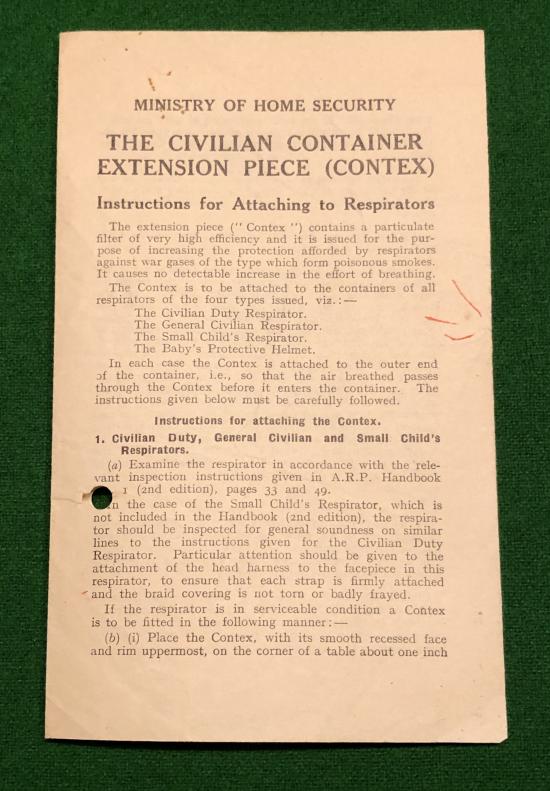 MINISTRY OF HOME SECURITY
THE CIVILIAN CONTAINER
EXTENSION PIECE (CONTEX)
Instructions for Attaching to Respirators
The extension piece (" Contex ") contains a particulate
filter of very high efficiency and it is issued for the pur-
pose of increasing the protection afforded by respirators
against war gases of the type which form poisonous smokes.
It causes no detectable increase in the effort of breathing.
The Contex is to be attached to the containers of all
respirators of the four types issued, viz.:—
The Civilian Duty Respirator.
The General Civilian Respirator.
The Small Child's Respirator.
The Baby's Protective Helmet.
In each case the Contex is attached to the outer end
of the container, i.e., so that the air breathed passes
through the Contex before it enters the container. The
instructions given below must be carefully followed.
Instructions for attaching the Contex.
1. Civilian Duty, General Civilian and Small Child's
Respirators.
(a) Examine the respirator in accordance with the rele-
vant inspection instructions given in A.R.P. Handbook
1 (2nd edition), pages 33 and 49.
In the case of the Small Child's Respirator, which is
not included in the Handbook (2nd edition), the respira-
tor should be inspected for general soundness on similar
lines to the instructions given for the Civilian Duty
Respirator. Particular attention should be given to the
attachment of the head harness to the facepiece in this
respirator, to ensure that each strap is firmly attached
and the braid covering is not torn or badly frayed.
If the respirator is in serviceable condition a Contex
is to be fitted in the following manner:—
(b) (i) Place the Contex, with its smooth recessed face
and rim uppermost, on the corner of a table about one inch